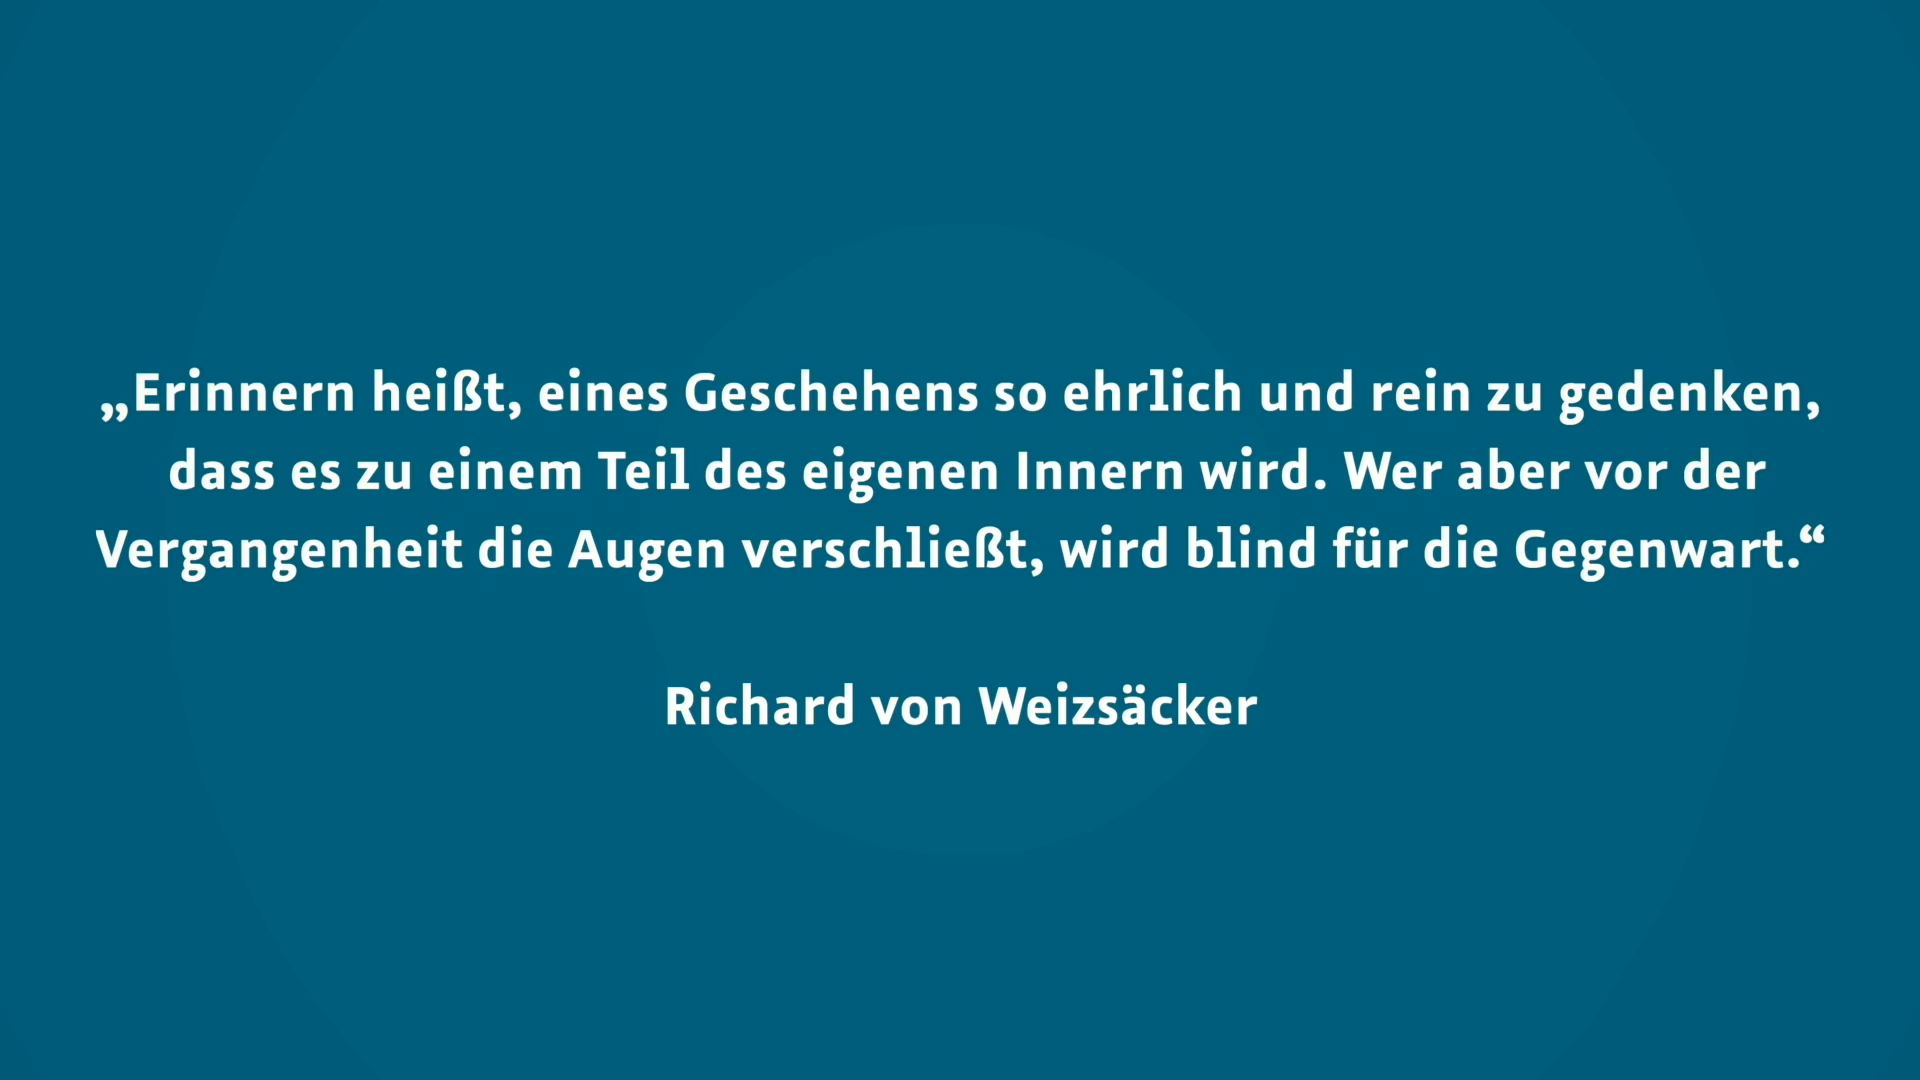 „Erinnern heißt, eines Geschehens so ehrlich und rein zu gedenken,
dass es zu einem Teil des eigenen Innern wird. Wer aber vor der
Vergangenheit die Augen verschließt, wird blind für die Gegenwart.“
Richard von Weizsäcker